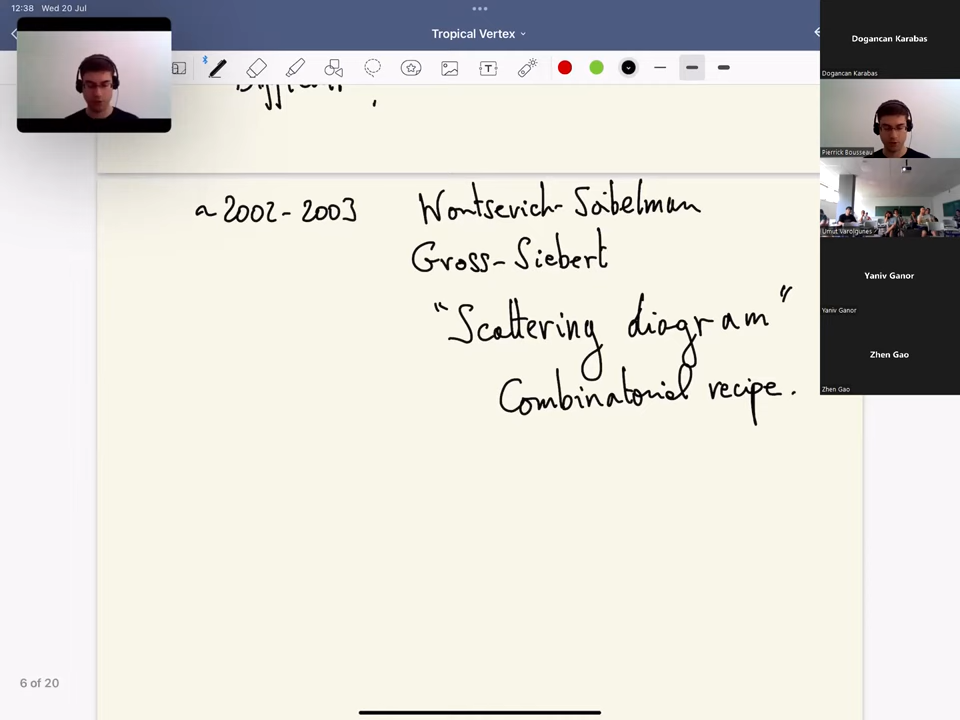 12:38 Wed 20 Jul
Tropical Vertex
~ 2002 - 2003 Kontsevich - Soibelman
Gross - Siebert
"Scattering diagram"
Combinatorial recipe.
6 of 20
Dogancan Karabas
Dogancan Karabas
Pierrick Bousseau
Umut Varolgunes
Yaniv Ganor
Yaniv Ganor
Zhen Gao
Zhen Gao